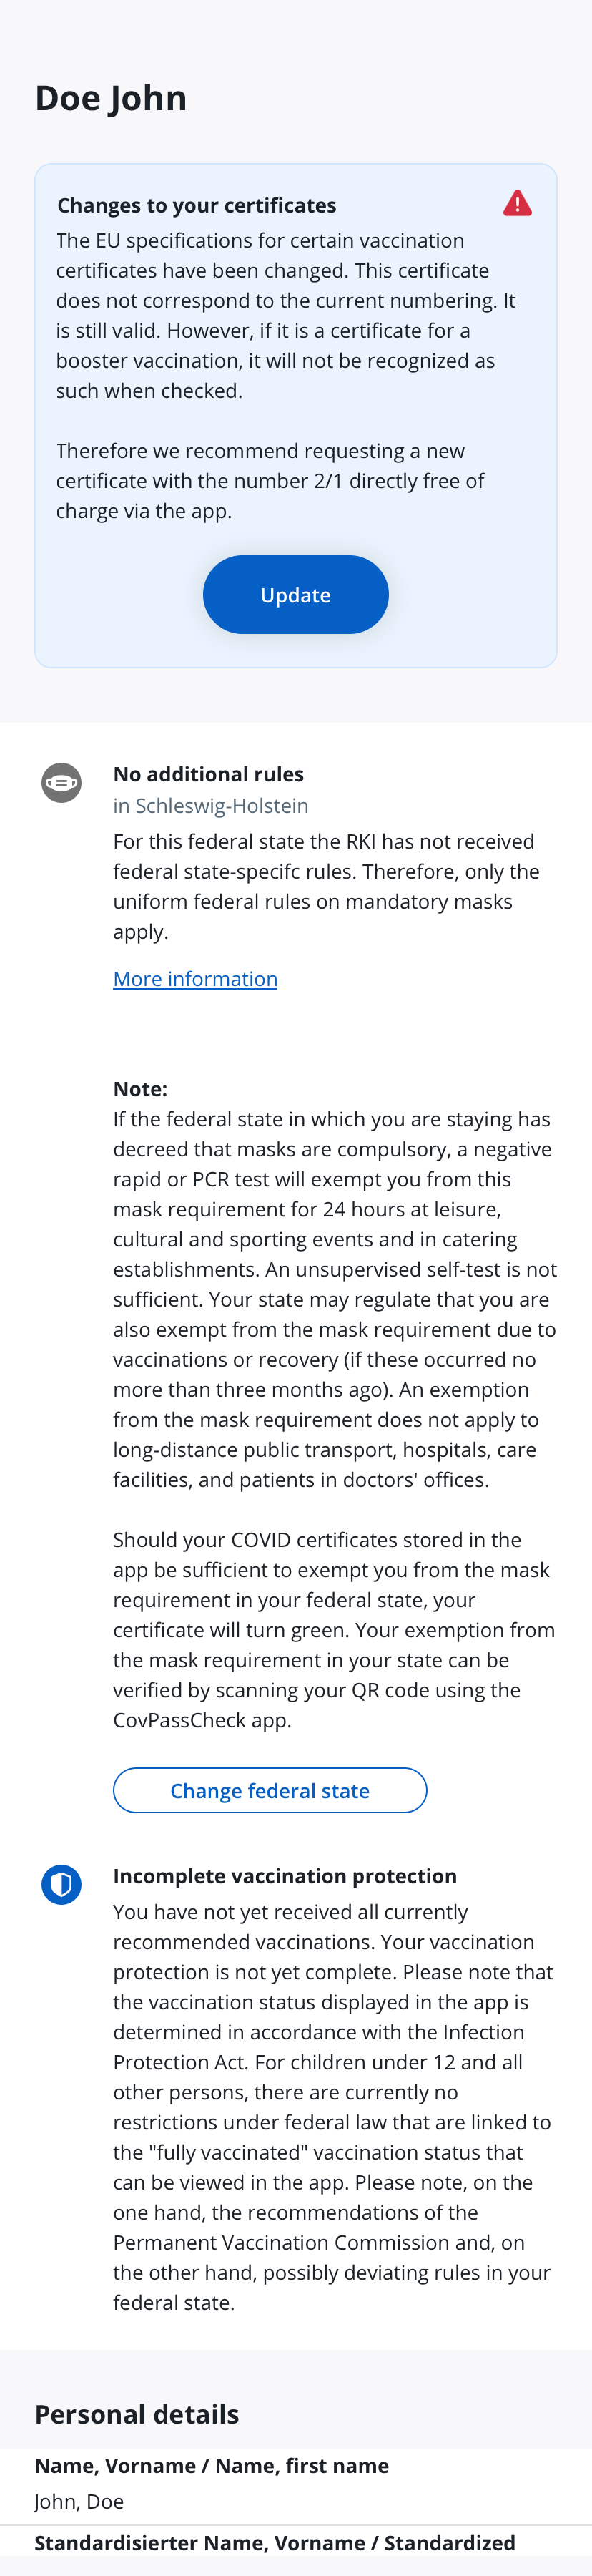 Doe John
Changes to your certificates
The EU specifications for certain vaccination
certificates have been changed. This certificate
does not correspond to the current numbering. It
is still valid. However, if it is a certificate for a
booster vaccination, it will not be recognized as
such when checked.
Therefore we recommend requesting a new
certificate with the number 2/1 directly free of
charge via the app.
Update
No additional rules
in Schleswig-Holstein
For this federal state the RKI has not received
federal state-specifc rules. Therefore, only the
uniform federal rules on mandatory masks
apply.
More information
Note:
If the federal state in which you are staying has
decreed that masks are compulsory, a negative
rapid or PCR test will exempt you from this
mask requirement for 24 hours at leisure,
cultural and sporting events and in catering
establishments. An unsupervised self-test is not
sufficient. Your state may regulate that you are
also exempt from the mask requirement due to
vaccinations or recovery (if these occurred no
more than three months ago). An exemption
from the mask requirement does not apply to
long-distance public transport, hospitals, care
facilities, and patients in doctors' offices.
Should your COVID certificates stored in the
app be sufficient to exempt you from the mask
requirement in your federal state, your
certificate will turn green. Your exemption from
the mask requirement in your state can be
verified by scanning your QR code using the
CovPassCheck app.
Change federal state
Incomplete vaccination protection
You have not yet received all currently
recommended vaccinations. Your vaccination
protection is not yet complete. Please note that
the vaccination status displayed in the app is
determined in accordance with the Infection
Protection Act. For children under 12 and all
other persons, there are currently no
restrictions under federal law that are linked to
the "fully vaccinated" vaccination status that
can be viewed in the app. Please note, on the
one hand, the recommendations of the
Permanent Vaccination Commission and, on
the other hand, possibly deviating rules in your
federal state.
Personal details
Name, Vorname / Name, first name
John, Doe
Standardisierter Name, Vorname / Standardized